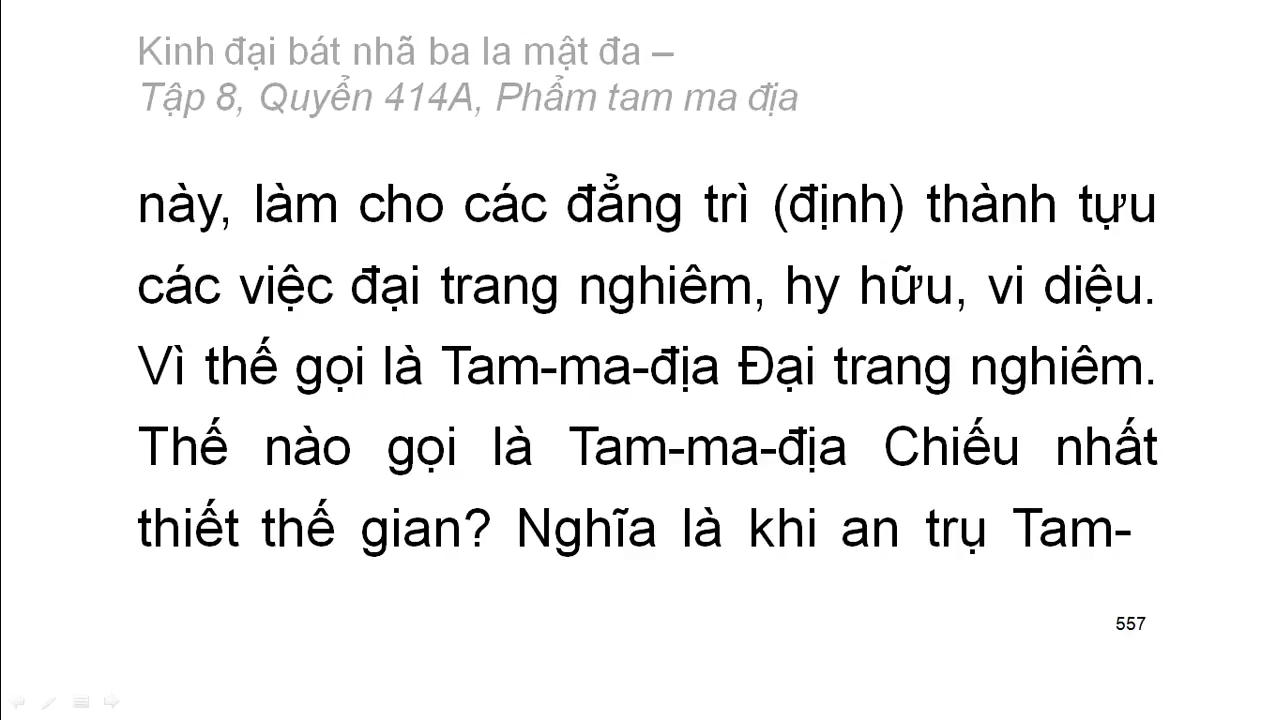 Kinh đại bát nhã ba la mật đa –
Tập 8, Quyển 414A, Phẩm tam ma địa
này, làm cho các đẳng trì (định) thành tựu
các việc đại trang nghiêm, hy hữu, vi diệu.
Vì thế gọi là Tam-ma-địa Đại trang nghiêm.
Thế nào gọi là Tam-ma-địa Chiếu nhất
thiết thế gian? Nghĩa là khi an trụ Tam-
557